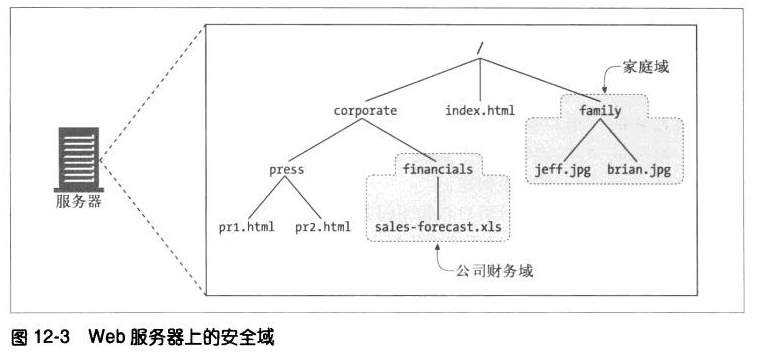 /
家庭域
corporate
index.html
family
press
financials
jeff.jpg
brian.jpg
服务器
pr1.html
pr2.html
sales-forecast.xls
公司财务域
图 12-3 Web 服务器上的安全域